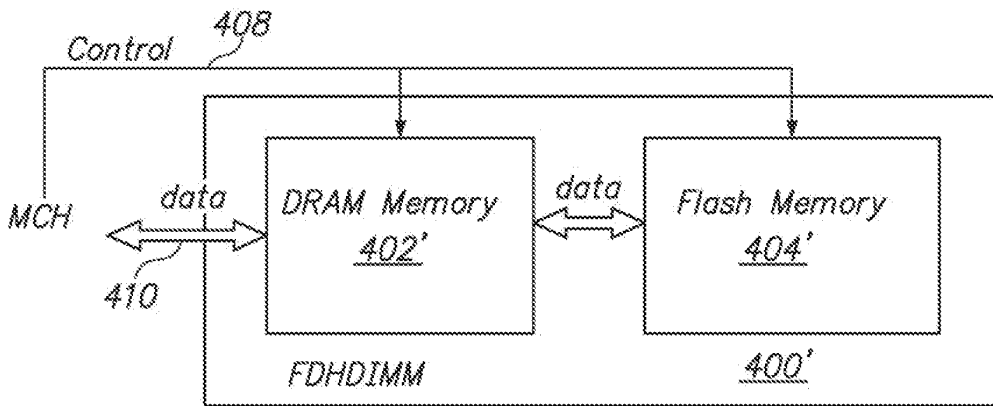 408
Control
data
DRAM Memory
402'
data
Flash Memory
404'
MCH
410
FDHDIMM
400'